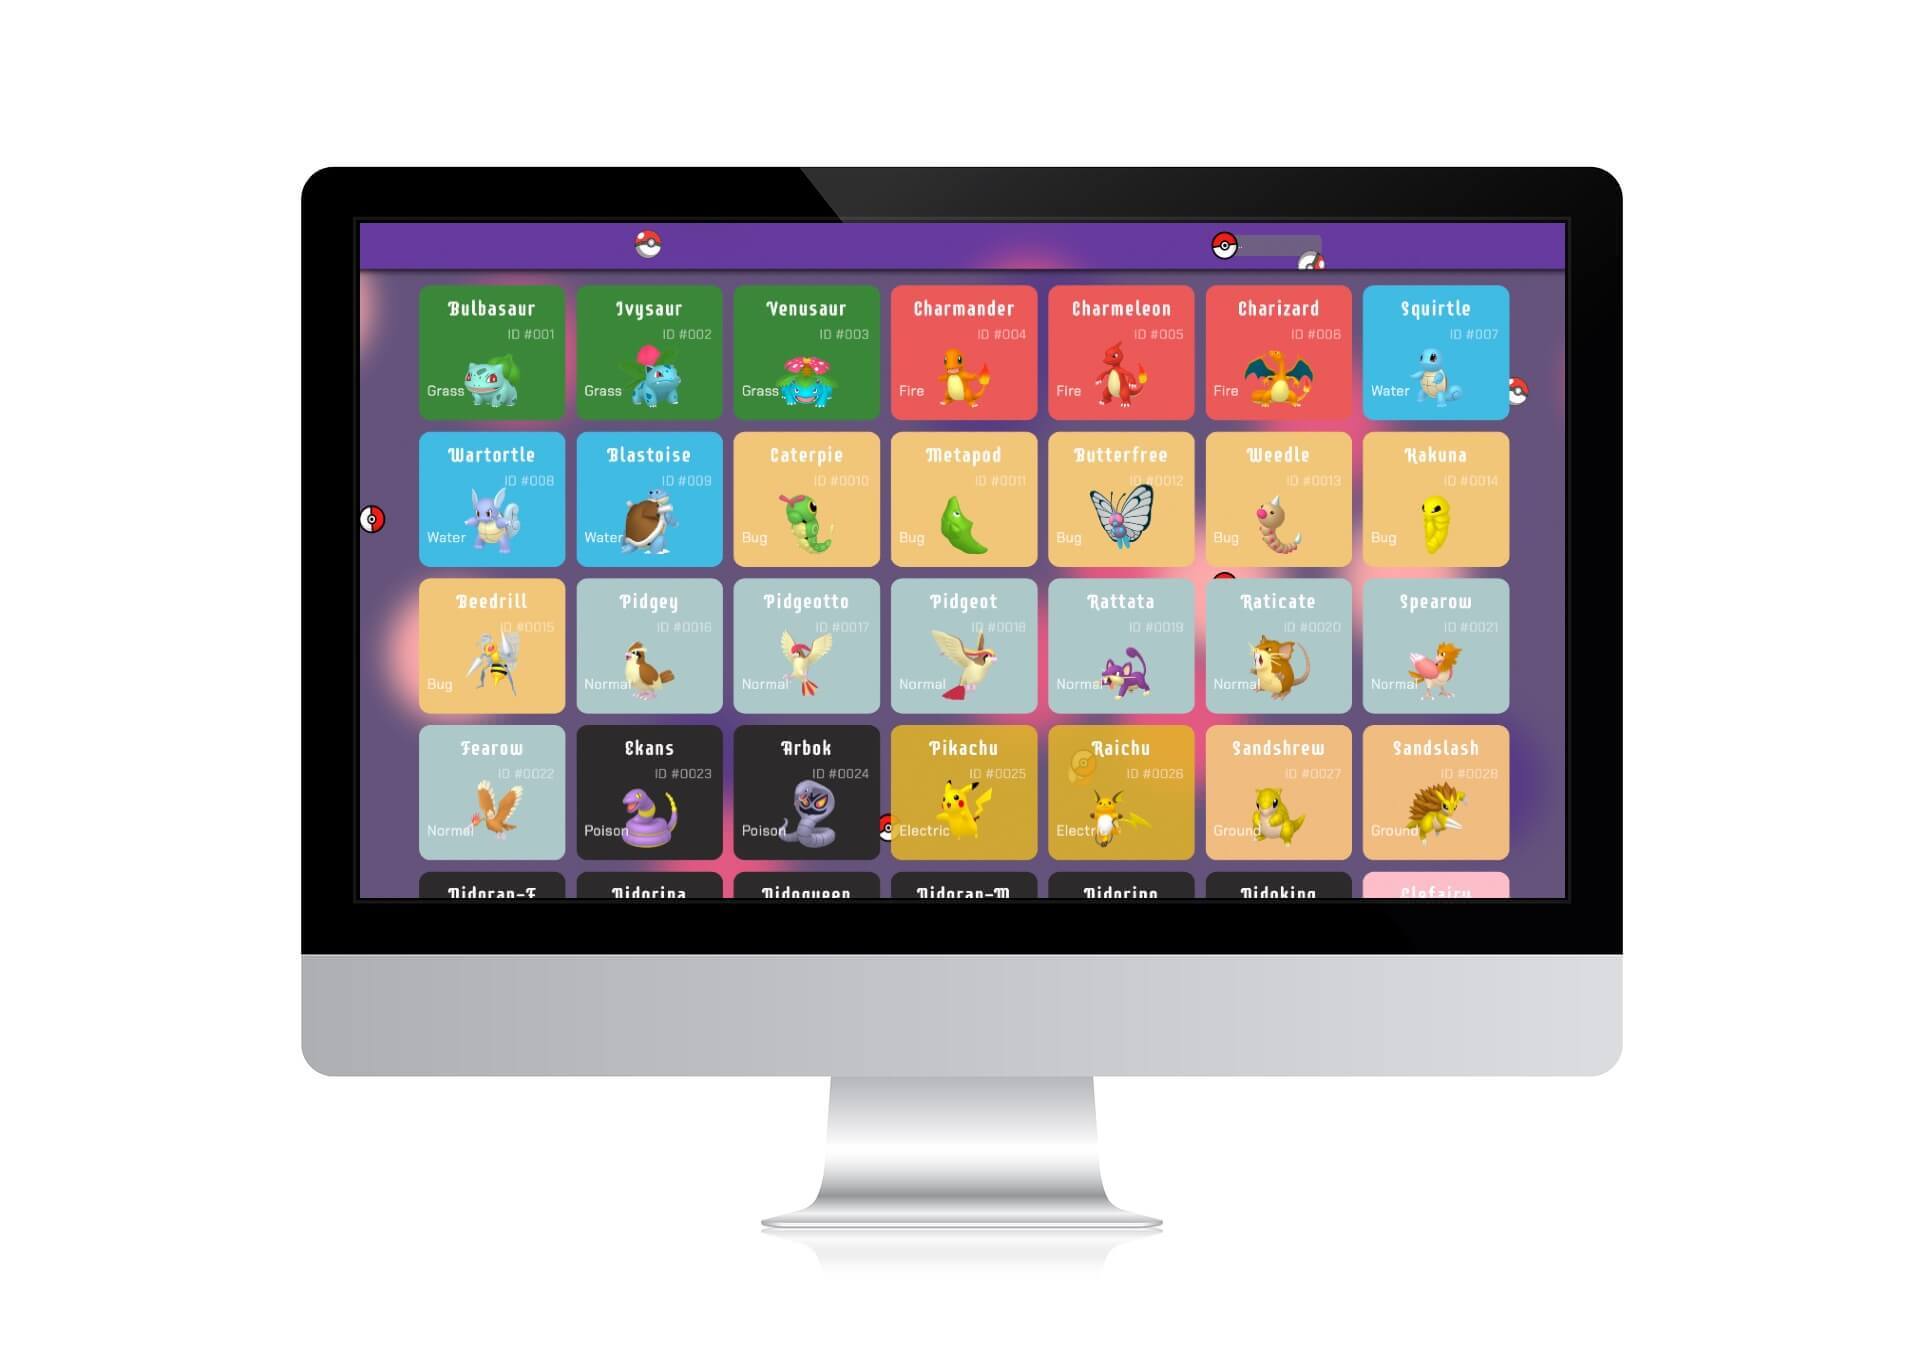 Bulbasaur
ID #001
Grass
Ivysaur
ID #002
Grass
Venusaur
ID #003
Grass
Charmander
ID #004
Fire
Charmeleon
ID #005
Fire
Charizard
ID #006
Fire
Squirtle
ID #007
Water
Wartortle
ID #008
Water
Blastoise
ID #009
Water
Caterpie
ID #0010
Bug
Metapod
ID #0011
Bug
Butterfree
ID #0012
Bug
Weedle
ID #0013
Bug
Kakuna
ID #0014
Bug
Beedrill
ID #0015
Bug
Pidgey
ID #0016
Normal
Pidgeotto
ID #0017
Normal
Pidgeot
ID #0018
Normal
Rattata
ID #0019
Normal
Raticate
ID #0020
Normal
Spearow
ID #0021
Normal
Fearow
ID #0022
Normal
Ekans
ID #0023
Poison
Arbok
ID #0024
Poison
Pikachu
ID #0025
Electric
Raichu
ID #0026
Electric
Sandshrew
ID #0027
Ground
Sandslash
ID #0028
Ground
Nidoran-F
Nidorina
Nidoqueen
Nidoran-M
Nidorino
Nidoking
Clefairy